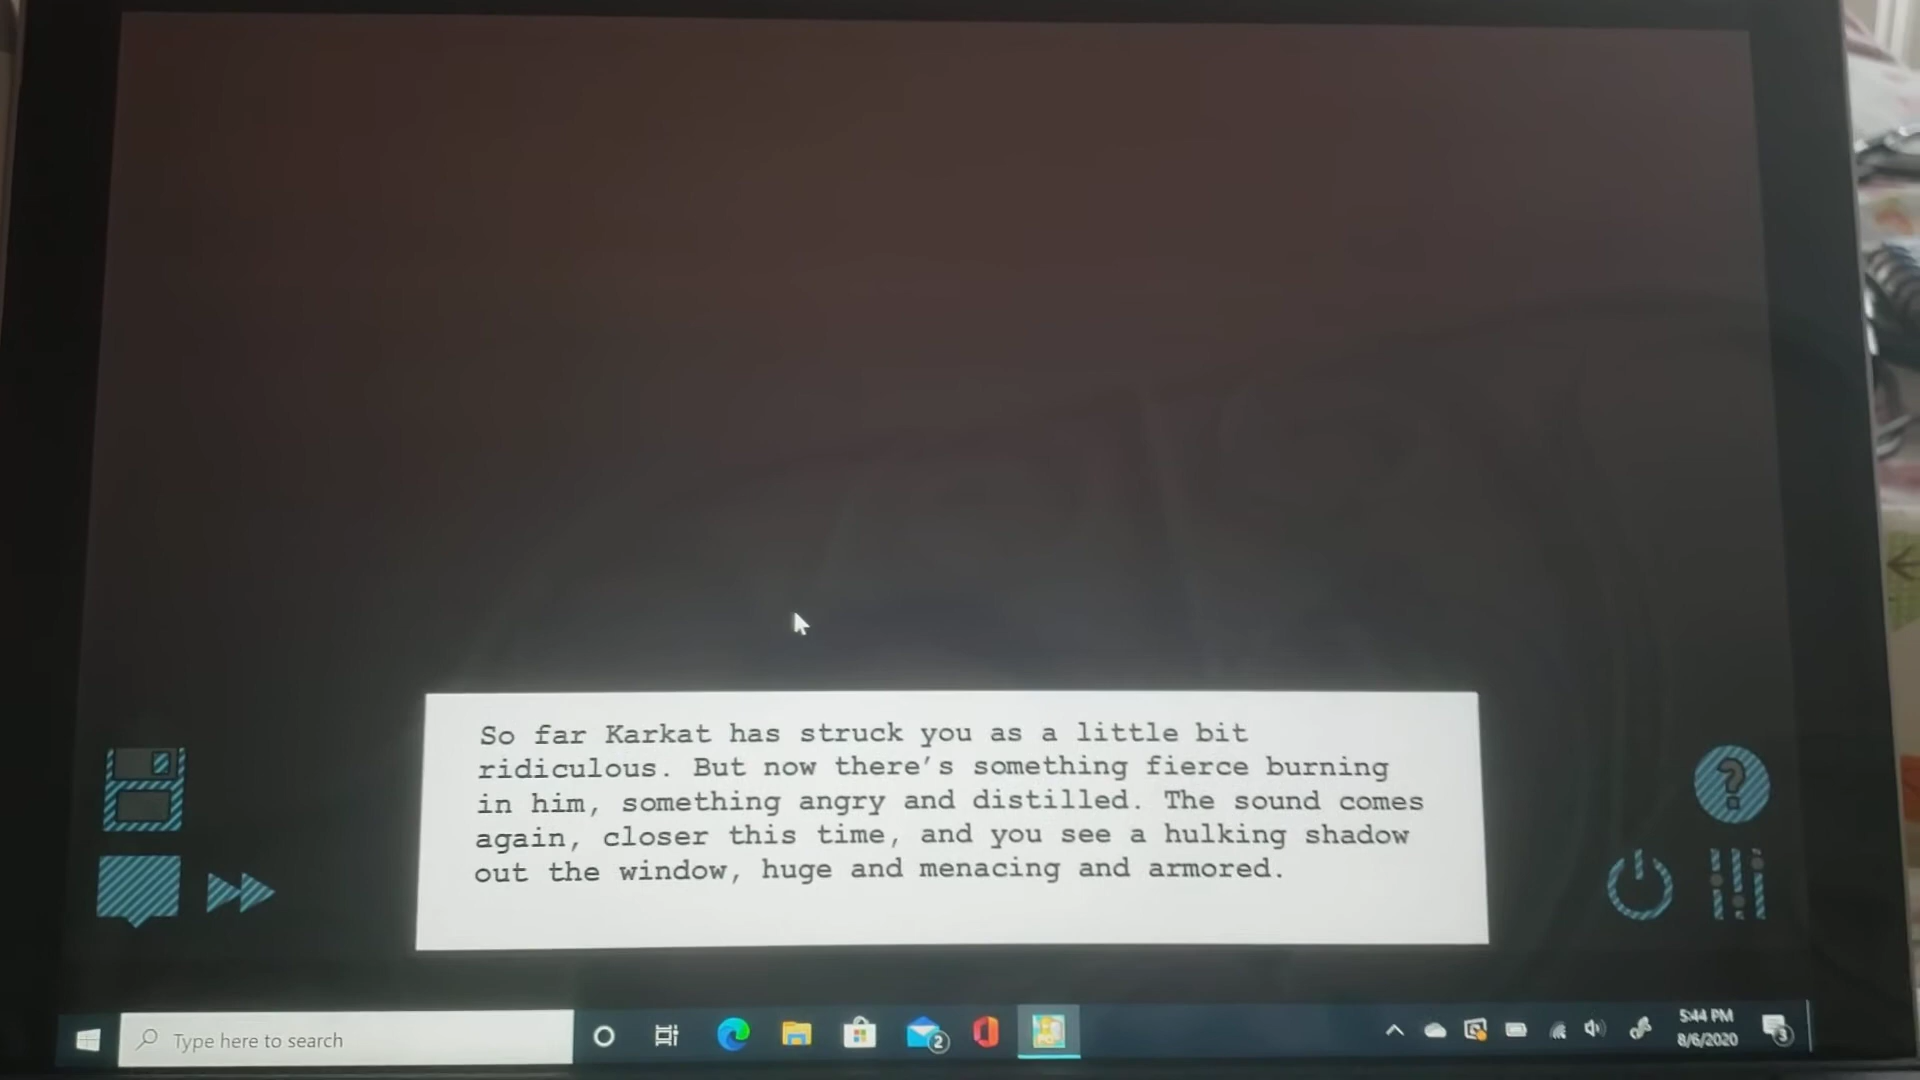 So far Karkat has struck you as a little bit
ridiculous. But now there's something fierce burning
in him, something angry and distilled. The sound comes
again, closer this time, and you see a hulking shadow
out the window, huge and menacing and armored.
?
Type here to search
2
5:44 PM
8/6/2020
3